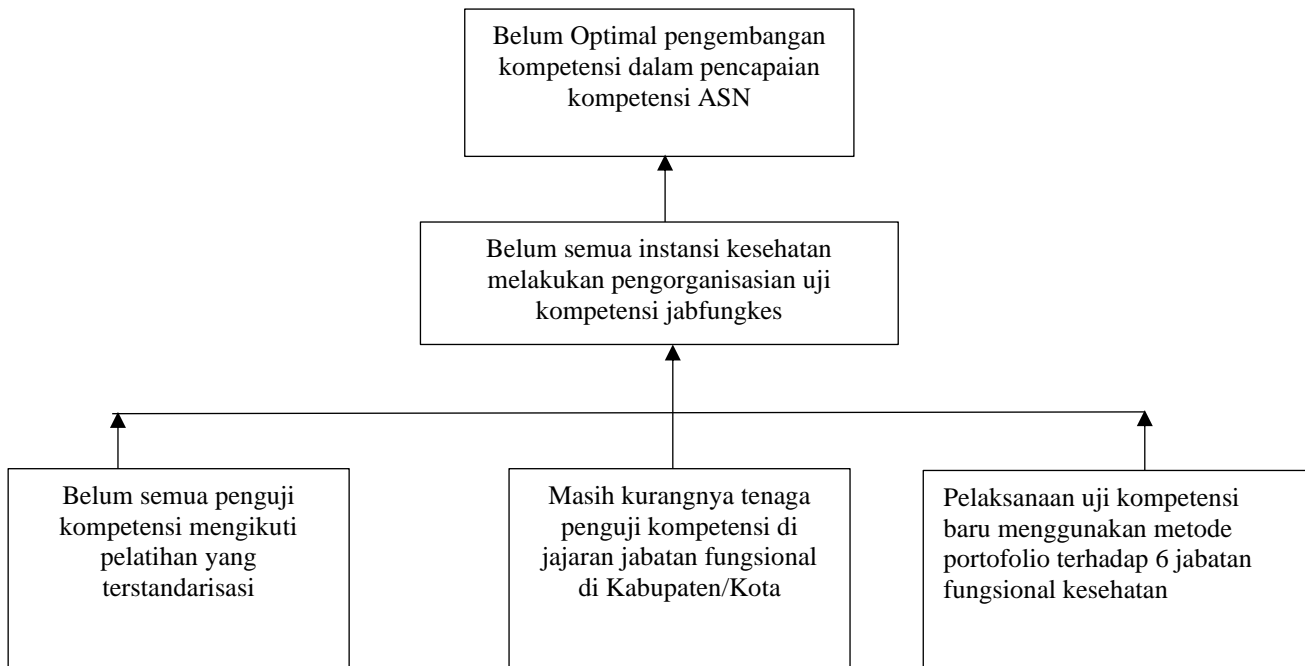 Belum Optimal pengembangan
kompetensi dalam pencapaian
kompetensi ASN
Belum semua instansi kesehatan
melakukan pengorganisasian uji
kompetensi jabfungkes
Belum semua penguji
kompetensi mengikuti
pelatihan yang
terstandarisasi
Masih kurangnya tenaga
penguji kompetensi di
jajaran jabatan fungsional
di Kabupaten/Kota
Pelaksanaan uji kompetensi
baru menggunakan metode
portofolio terhadap 6 jabatan
fungsional kesehatan